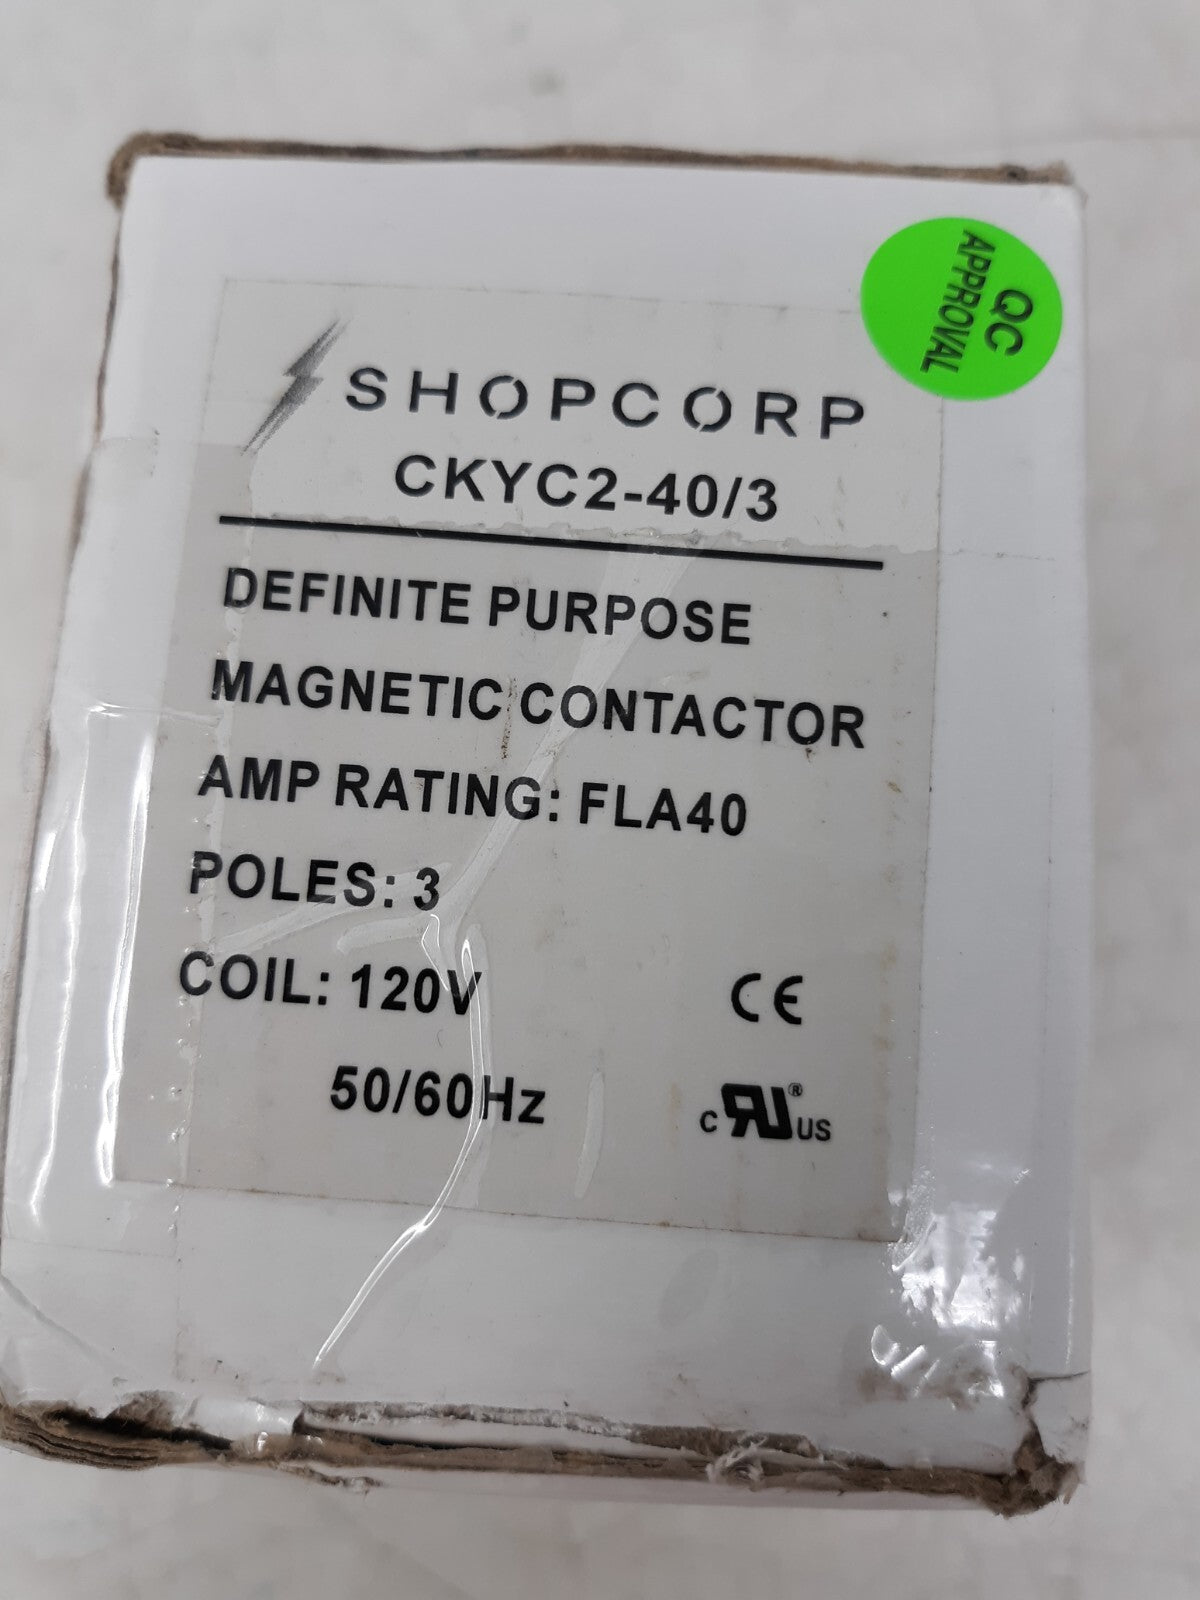 QC
APPROVAL
SHOPCORP
CKYC2-40/3
DEFINITE PURPOSE
MAGNETIC CONTACTOR
AMP RATING: FLA40
POLES: 3
COIL: 120V
CE
50/60Hz
c RU ® US